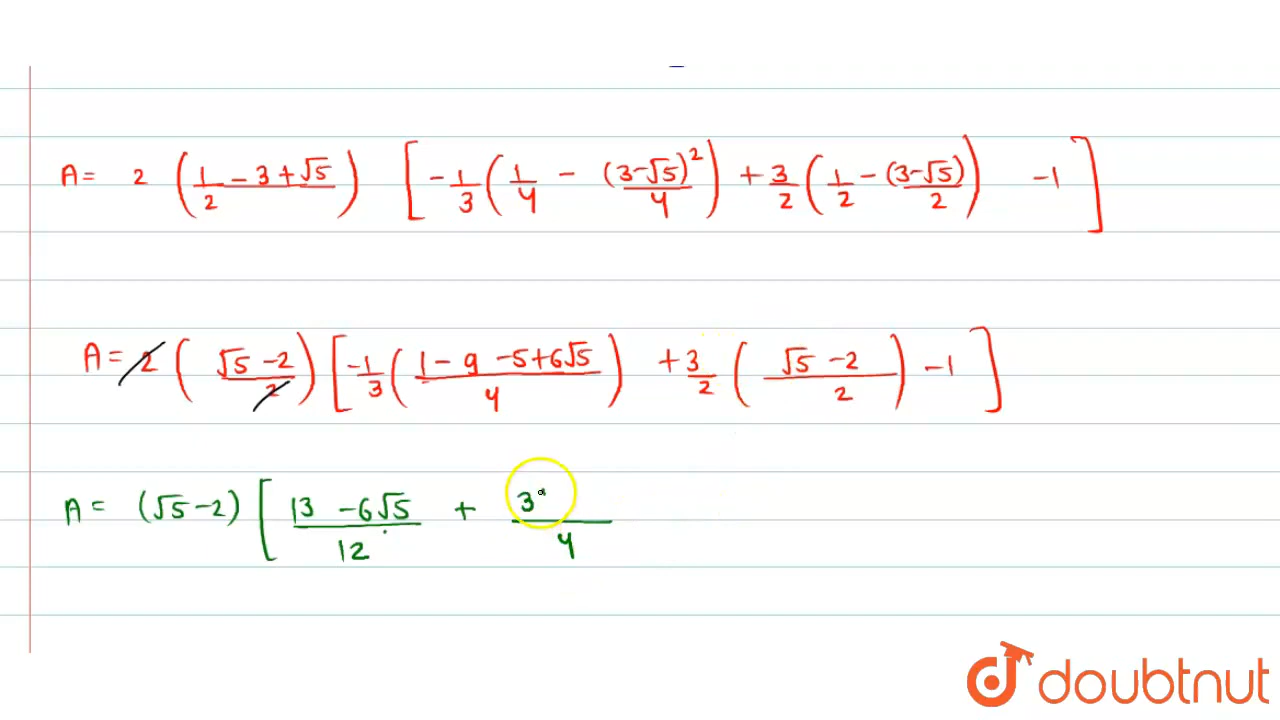 A = 2 (1/2 - 3 + √5) [-1/3 (1/4 - (3-√5)²/4) + 3/2 (1/2 - (3-√5)/2) - 1]
A = 2 (√5 - 2/2) [-1/3 (1 - 9 - 5 + 6√5/4) + 3/2 (√5 - 2/2) - 1]
A = (√5 - 2) [13 - 6√5/12 + 3/4
doubtnut